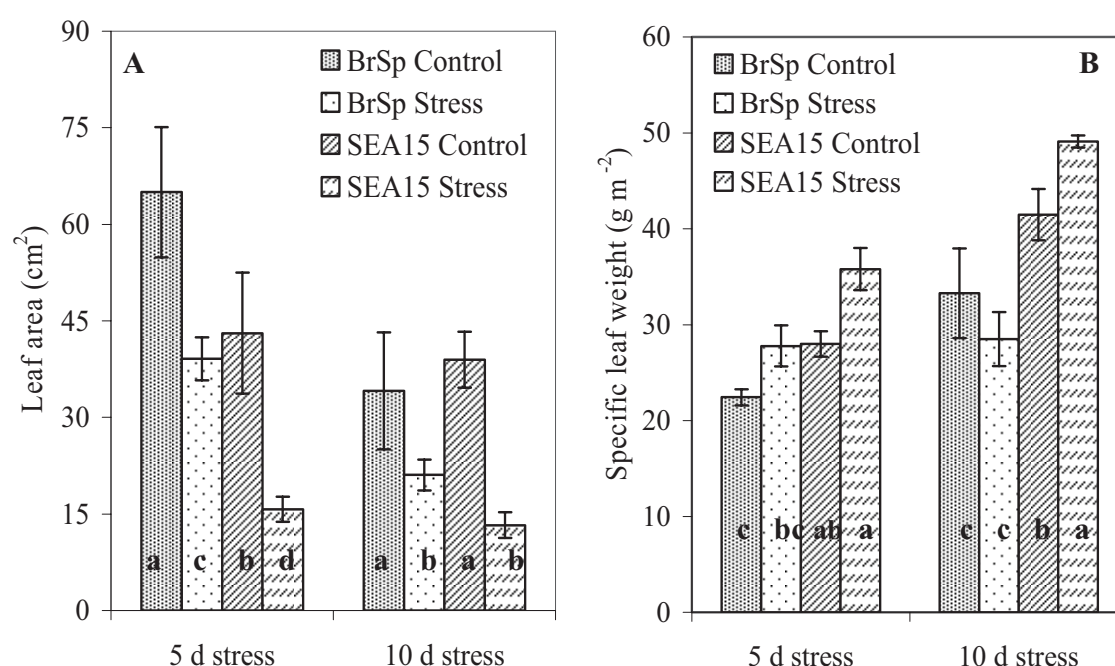 A
BrSp Control
BrSp Stress
SEA15 Control
SEA15 Stress
Leaf area (cm²)
90
75
60
45
30
15
0
a c b d a b a b
5 d stress 10 d stress
B
BrSp Control
BrSp Stress
SEA15 Control
SEA15 Stress
Specific leaf weight (g m⁻²)
60
50
40
30
20
10
0
c bc ab a c c b a
5 d stress 10 d stress